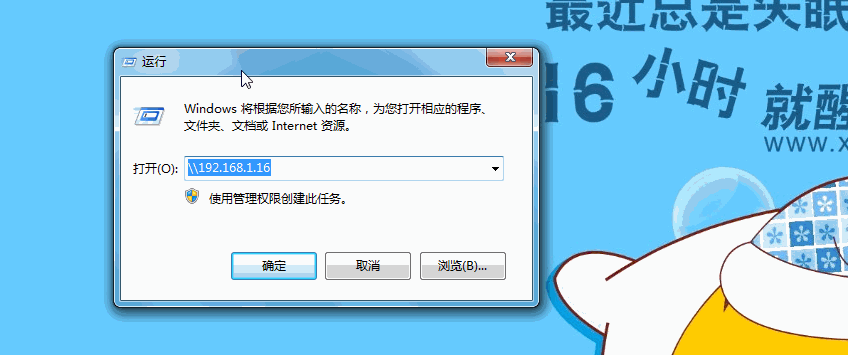 最近总是失眠
16 小时 就醒
www.x
运行
Windows 将根据您所输入的名称，为您打开相应的程序、
文件夹、文档或 Internet 资源。
打开(O): \\192.168.1.16
使用管理权限创建此任务。
确定 取消 浏览(B)...